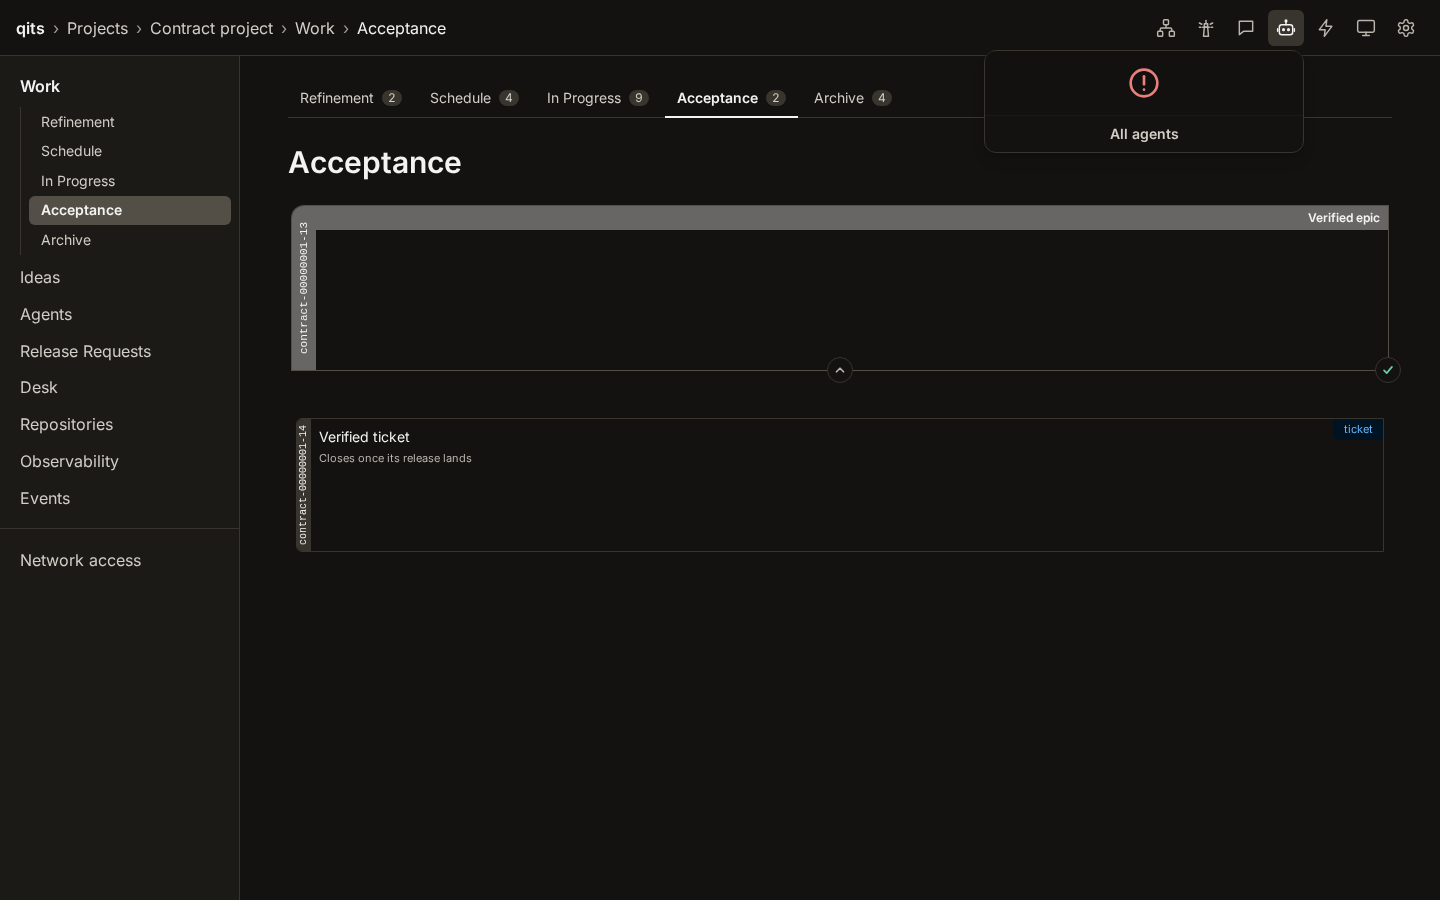 qits › Projects › Contract project › Work › Acceptance
All agents
Work
Refinement
Schedule
In Progress
Acceptance
Archive
Ideas
Agents
Release Requests
Desk
Repositories
Observability
Events
Network access
Refinement 2 Schedule 4 In Progress 9 Acceptance 2 Archive 4
Acceptance
contract-00000001-13
Verified epic
contract-00000001-14
Verified ticket
ticket
Closes once its release lands